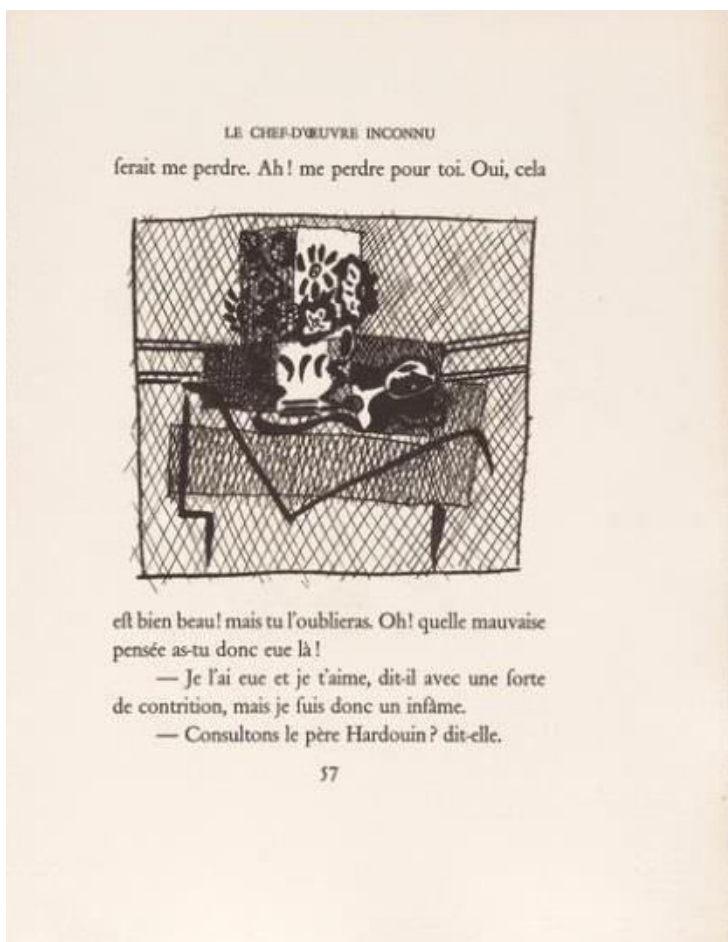 LE CHEF-D'ŒUVRE INCONNU
ſerait me perdre. Ah! me perdre pour toi. Oui, cela
eſt bien beau! mais tu l'oublieras. Oh! quelle mauvaise
pensée as-tu donc eue là!
— Je l'ai eue et je t'aime, dit-il avec une ſorte
de contrition, mais je ſuis donc un infâme.
— Conſultons le père Hardouin? dit-elle.
57